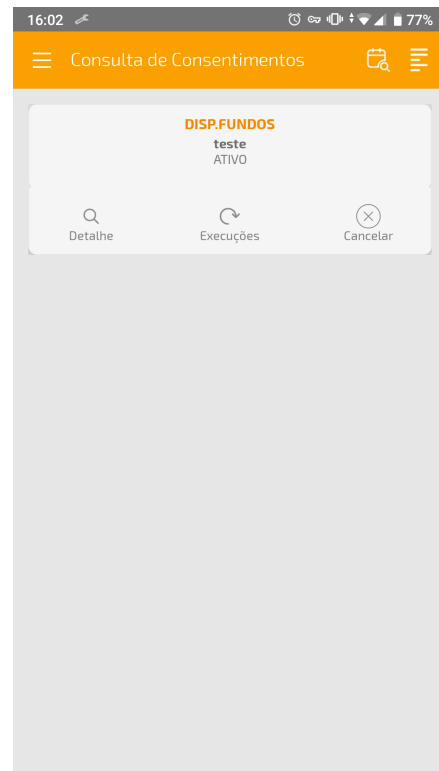 16:02 77%
Consulta de Consentimentos
DISP.FUNDOS
teste
ATIVO
Detalhe Execuções Cancelar